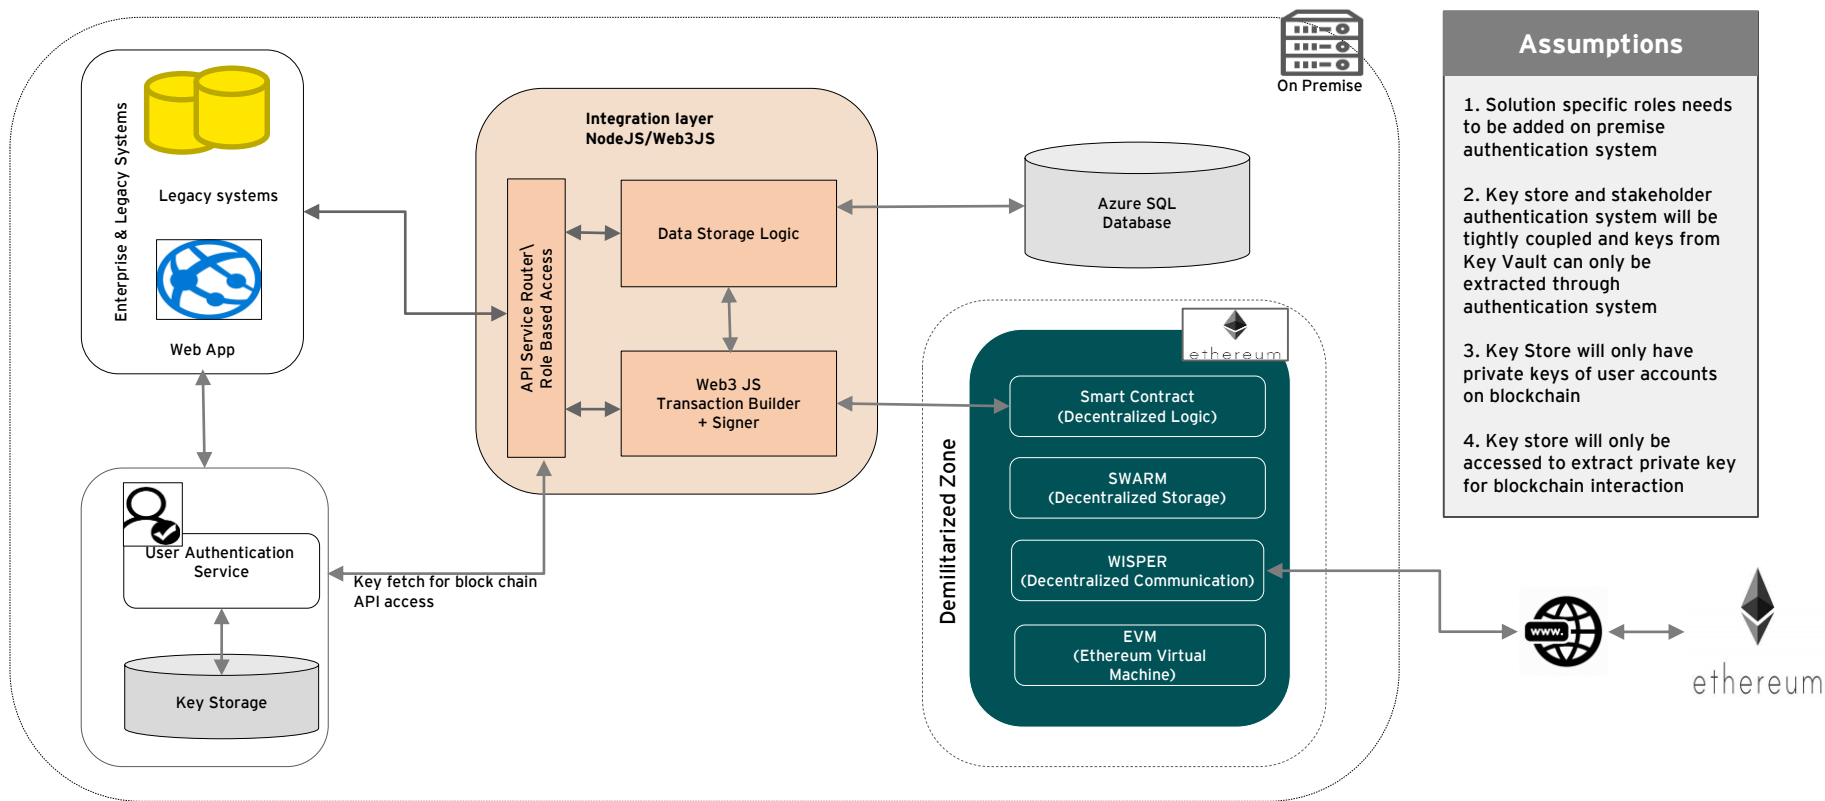 On Premise
Enterprise & Legacy Systems
Legacy systems
Web App
User Authentication
Service
Key Storage
Key fetch for block chain
API access
Integration layer
NodeJS/Web3JS
API Service Router\
Role Based Access
Data Storage Logic
Web3 JS
Transaction Builder
+ Signer
Azure SQL
Database
Demilitarized Zone
ethereum
Smart Contract
(Decentralized Logic)
SWARM
(Decentralized Storage)
WISPER
(Decentralized Communication)
EVM
(Ethereum Virtual
Machine)
www.
ethereum
Assumptions
1. Solution specific roles needs
to be added on premise
authentication system
2. Key store and stakeholder
authentication system will be
tightly coupled and keys from
Key Vault can only be
extracted through
authentication system
3. Key Store will only have
private keys of user accounts
on blockchain
4. Key store will only be
accessed to extract private key
for blockchain interaction